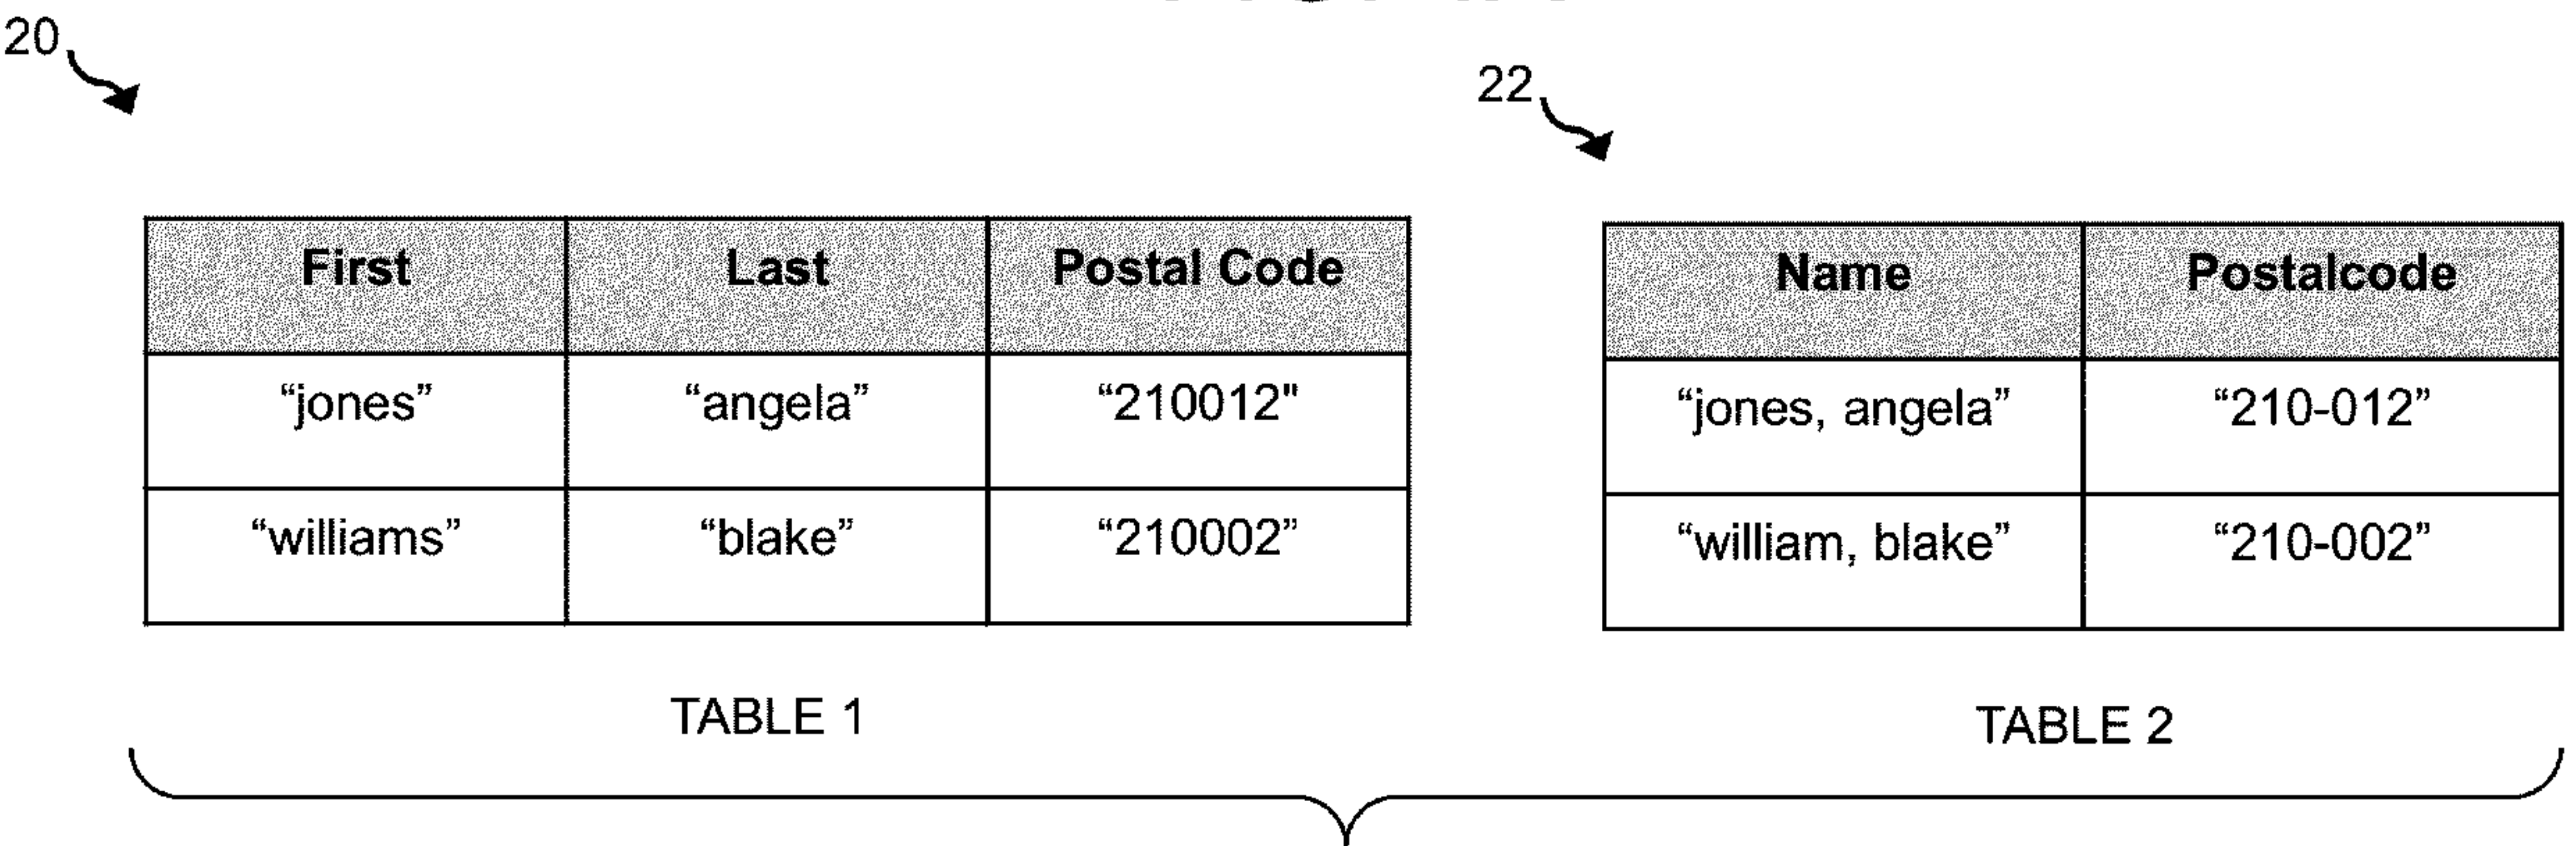 20
22
First Last Postal Code
“jones” “angela” “210012"
“williams” “blake” “210002”
TABLE 1
Name Postalcode
“jones, angela” “210-012”
“william, blake” “210-002”
TABLE 2